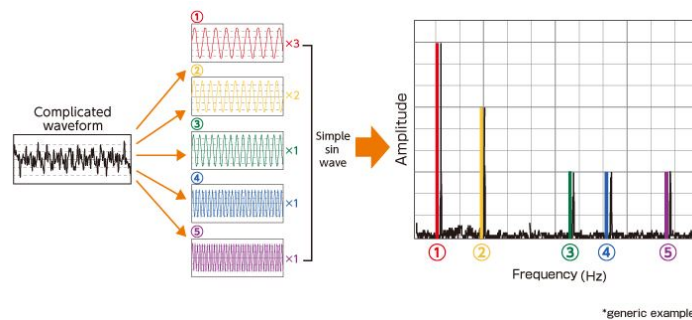 Complicated
waveform
①
×3
②
×2
③
×1
④
×1
⑤
×1
Simple
sin
wave
Amplitude
① ② ③ ④ ⑤
Frequency (Hz)
*generic example